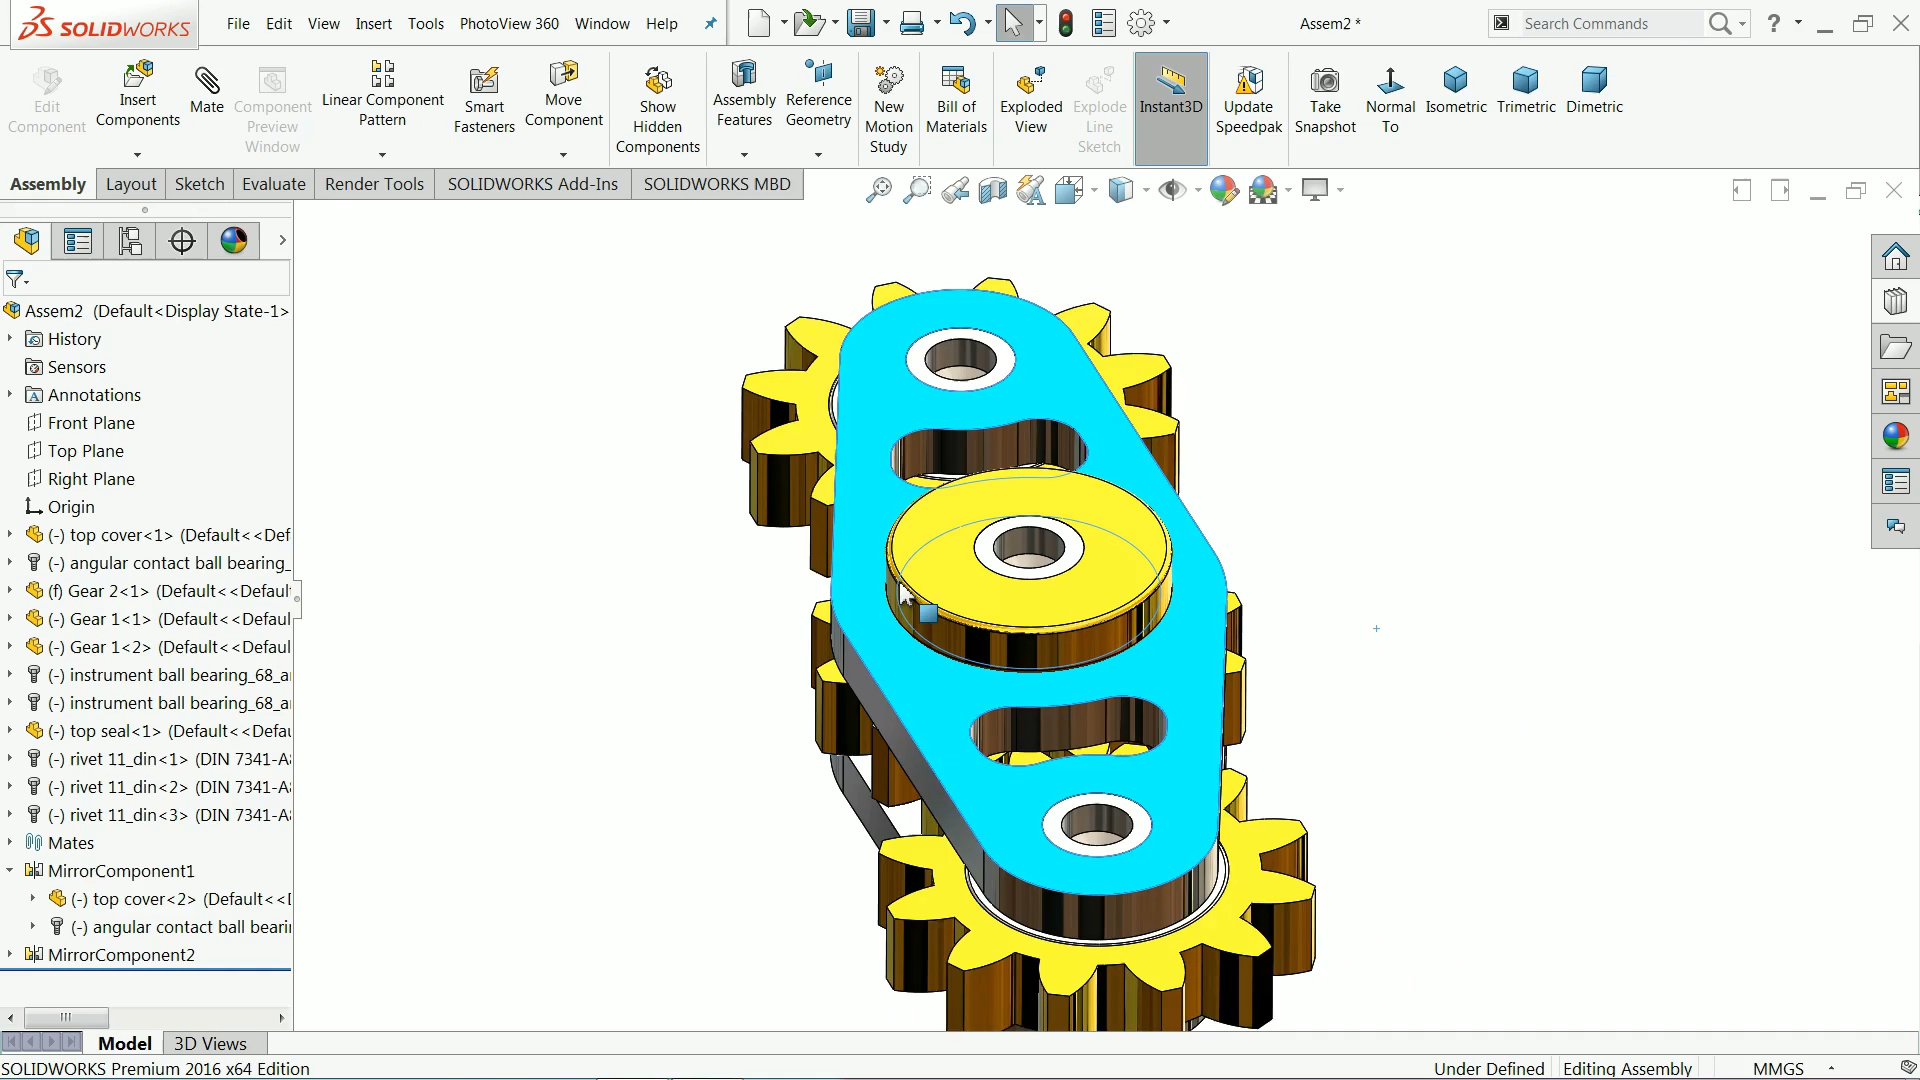 SOLIDWORKS
File Edit View Insert Tools PhotoView 360 Window Help
Assem2 *
Search Commands
?
Edit Component
Insert Components
Mate
Component Preview Window
Linear Component Pattern
Smart Fasteners
Move Component
Show Hidden Components
Assembly Features
Reference Geometry
New Motion Study
Bill of Materials
Exploded View
Explode Line Sketch
Instant3D
Update Speedpak
Take Snapshot
Normal To
Isometric
Trimetric
Dimetric
Assembly Layout Sketch Evaluate Render Tools SOLIDWORKS Add-Ins SOLIDWORKS MBD
Assem2 (Default<Display State-1>
History
Sensors
Annotations
Front Plane
Top Plane
Right Plane
Origin
(-) top cover<1> (Default<<Def
(-) angular contact ball bearing_
(f) Gear 2<1> (Default<<Defaul
(-) Gear 1<1> (Default<<Defaul
(-) Gear 1<2> (Default<<Defaul
(-) instrument ball bearing_68_a
(-) instrument ball bearing_68_a
(-) top seal<1> (Default<<Defau
(-) rivet 11_din<1> (DIN 7341-A
(-) rivet 11_din<2> (DIN 7341-A
(-) rivet 11_din<3> (DIN 7341-A
Mates
MirrorComponent1
(-) top cover<2> (Default<<D
(-) angular contact ball beari
MirrorComponent2
Model 3D Views
SOLIDWORKS Premium 2016 x64 Edition
Under Defined Editing Assembly MMGS